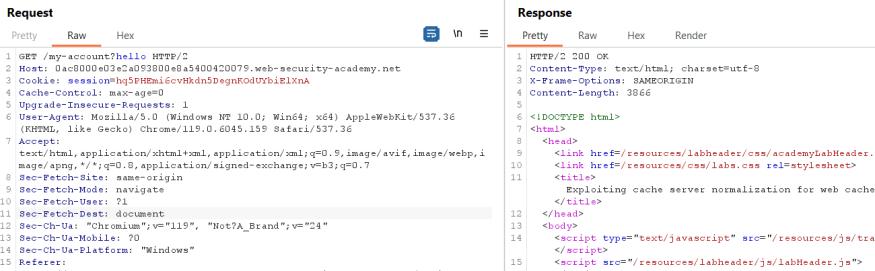 Request
Response
Pretty Raw Hex
\n
Pretty Raw Hex Render
1 GET /my-account?hello HTTP/2
2 Host: 0ac8000e03e2a093800e8a5400420079.web-security-academy.net
3 Cookie: session=hq5PHEmi6cvHkdn5DegnKOdUYbiElXnA
4 Cache-Control: max-age=0
5 Upgrade-Insecure-Requests: 1
6 User-Agent: Mozilla/5.0 (Windows NT 10.0; Win64; x64) AppleWebKit/537.36
(KHTML, like Gecko) Chrome/119.0.6045.159 Safari/537.36
7 Accept:
text/html,application/xhtml+xml,application/xml;q=0.9,image/avif,image/webp,i
mage/apng,*/*;q=0.8,application/signed-exchange;v=b3;q=0.7
8 Sec-Fetch-Site: same-origin
9 Sec-Fetch-Mode: navigate
10 Sec-Fetch-User: ?1
11 Sec-Fetch-Dest: document
12 Sec-Ch-Ua: "Chromium";v="119", "Not?A_Brand";v="24"
13 Sec-Ch-Ua-Mobile: ?0
14 Sec-Ch-Ua-Platform: "Windows"
15 Referer:
1 HTTP/2 200 OK
2 Content-Type: text/html; charset=utf-8
3 X-Frame-Options: SAMEORIGIN
4 Content-Length: 3866
5
6 <!DOCTYPE html>
7 <html>
8 <head>
9 <link href=/resources/labheader/css/academyLabHeader.
10 <link href=/resources/css/labs.css rel=stylesheet>
11 <title>
Exploiting cache server normalization for web cache
</title>
12 </head>
13 <body>
14 <script type="text/javascript" src="/resources/js/tra
</script>
15 <script src="/resources/labheader/js/labHeader.js">